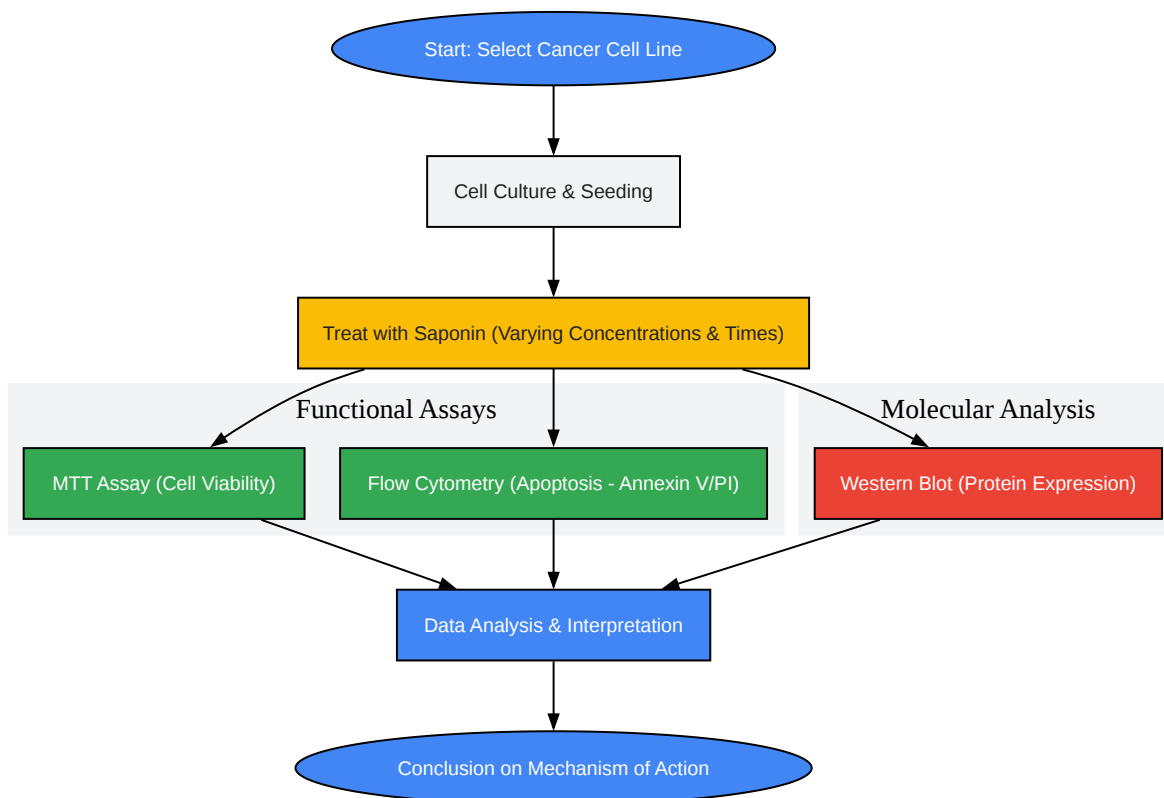 Start: Select Cancer Cell Line
Cell Culture & Seeding
Treat with Saponin (Varying Concentrations & Times)
Functional Assays
Molecular Analysis
MTT Assay (Cell Viability)
Flow Cytometry (Apoptosis - Annexin V/PI)
Western Blot (Protein Expression)
Data Analysis & Interpretation
Conclusion on Mechanism of Action